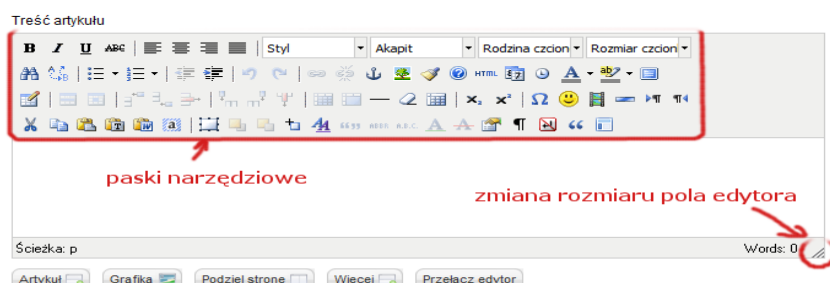 Treść artykułu
B I U ABC Styl Akapit Rodzina czcion Rozmiar czcion
HTML A ab
x₂ x² Ω
A
paski narzędziowe
zmiana rozmiaru pola edytora
Ścieżka: p Words: 0
Artykuł Grafika Podziel stronę Więcej Przełącz edytor